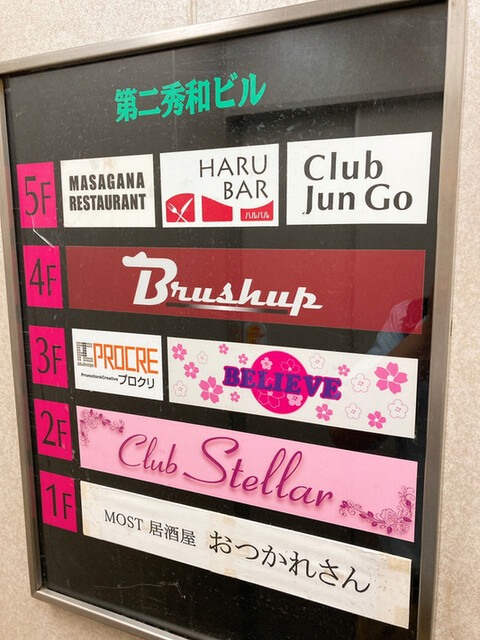 第二秀和ビル
5F
MASAGANA
RESTAURANT
HARU
BAR
ハルバル
Club
Jun Go
4F
Brushup
3F
PROCRE
Promotion&Creative
プロクリ
BELIEVE
2F
Club Stellar
1F
MOST 居酒屋 おつかれさん